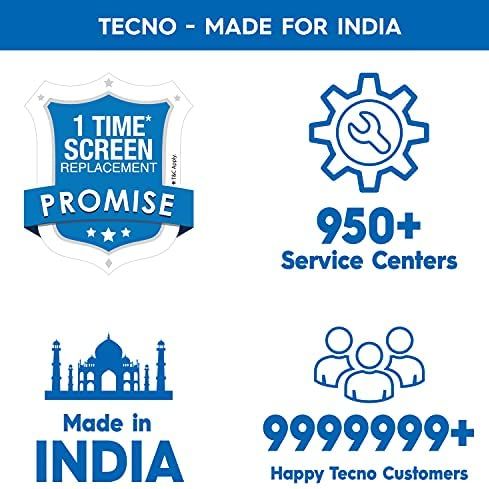 TECNO - MADE FOR INDIA
1 TIME*
SCREEN
REPLACEMENT
PROMISE
*T&C Apply.
950+
Service Centers
Made in
INDIA
9999999+
Happy Tecno Customers